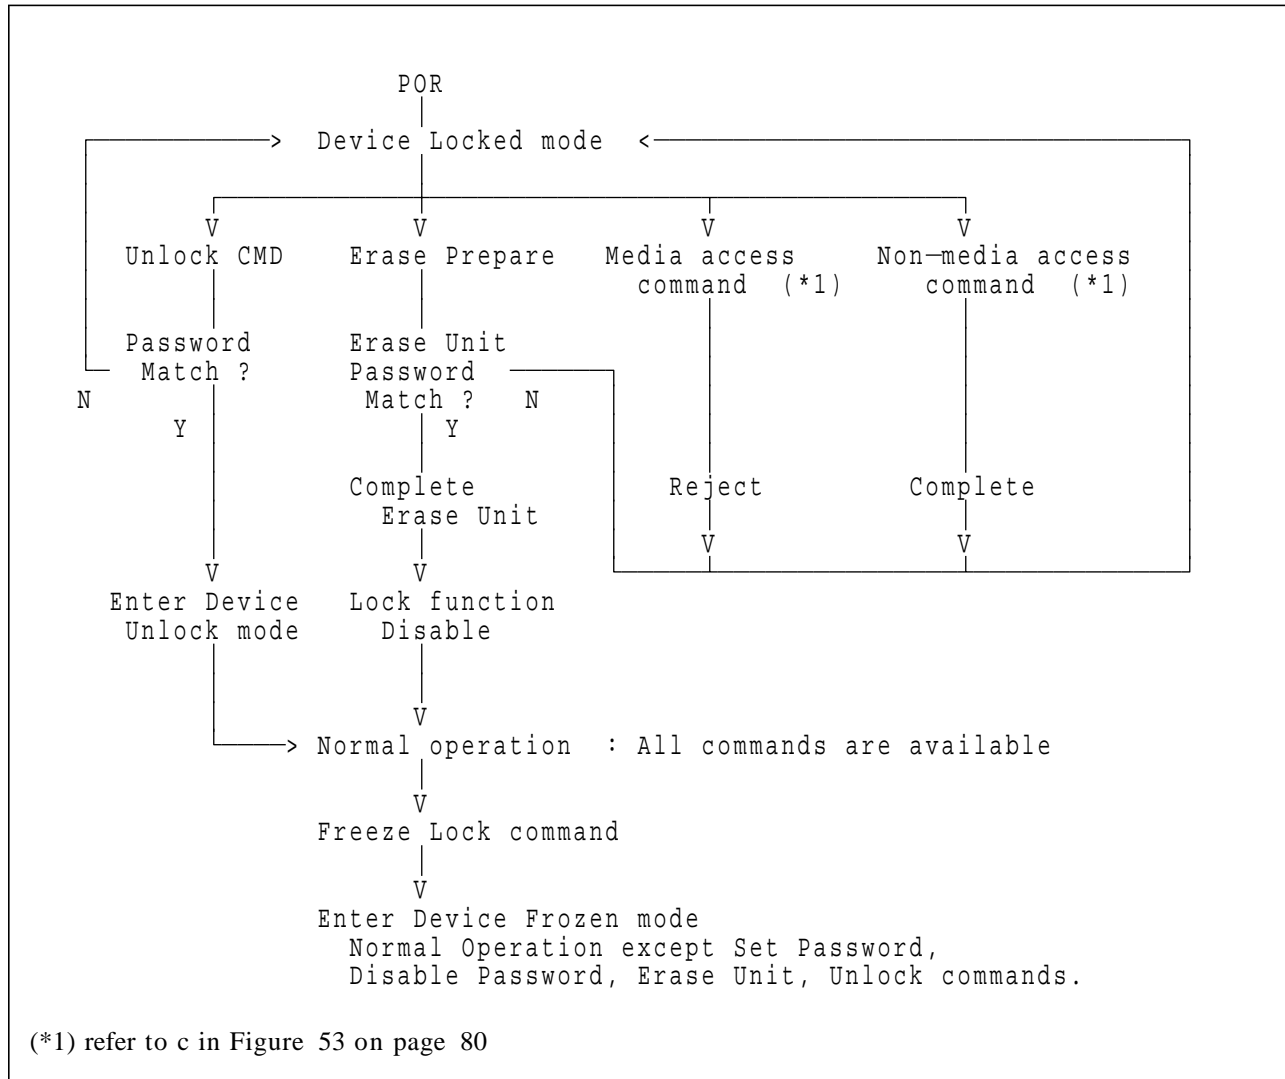 POR
Device Locked mode
Unlock CMD
Erase Prepare
Media access
command (*1)
Non-media access
command (*1)
Password
Match ?
N
Y
Erase Unit
Password
Match ? N
Y
Complete
Erase Unit
Reject
Complete
Enter Device
Unlock mode
Lock function
Disable
Normal operation : All commands are available
Freeze Lock command
Enter Device Frozen mode
Normal Operation except Set Password,
Disable Password, Erase Unit, Unlock commands.
(*1) refer to c in Figure 53 on page 80